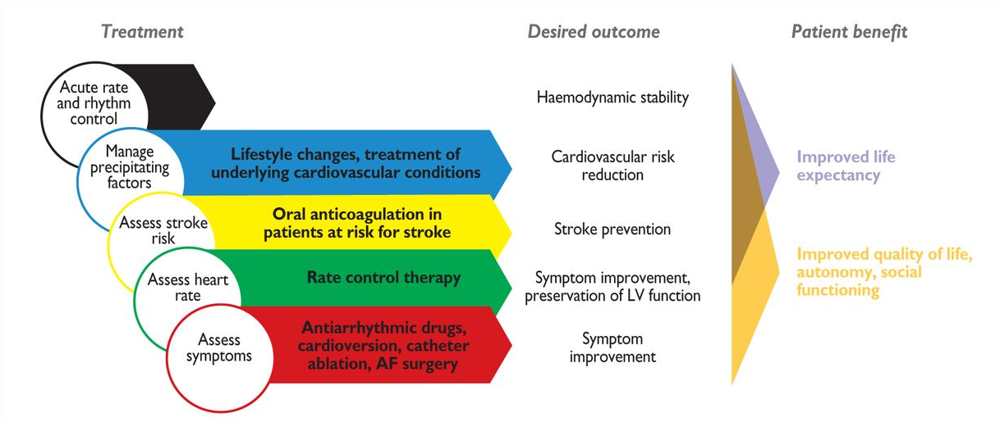 Treatment
Desired outcome
Patient benefit
Acute rate
and rhythm
control
Haemodynamic stability
Manage
precipitating
factors
Lifestyle changes, treatment of
underlying cardiovascular conditions
Cardiovascular risk
reduction
Improved life
expectancy
Assess stroke
risk
Oral anticoagulation in
patients at risk for stroke
Stroke prevention
Assess heart
rate
Rate control therapy
Symptom improvement,
preservation of LV function
Improved quality of life,
autonomy, social
functioning
Assess
symptoms
Antiarrhythmic drugs,
cardioversion, catheter
ablation, AF surgery
Symptom
improvement